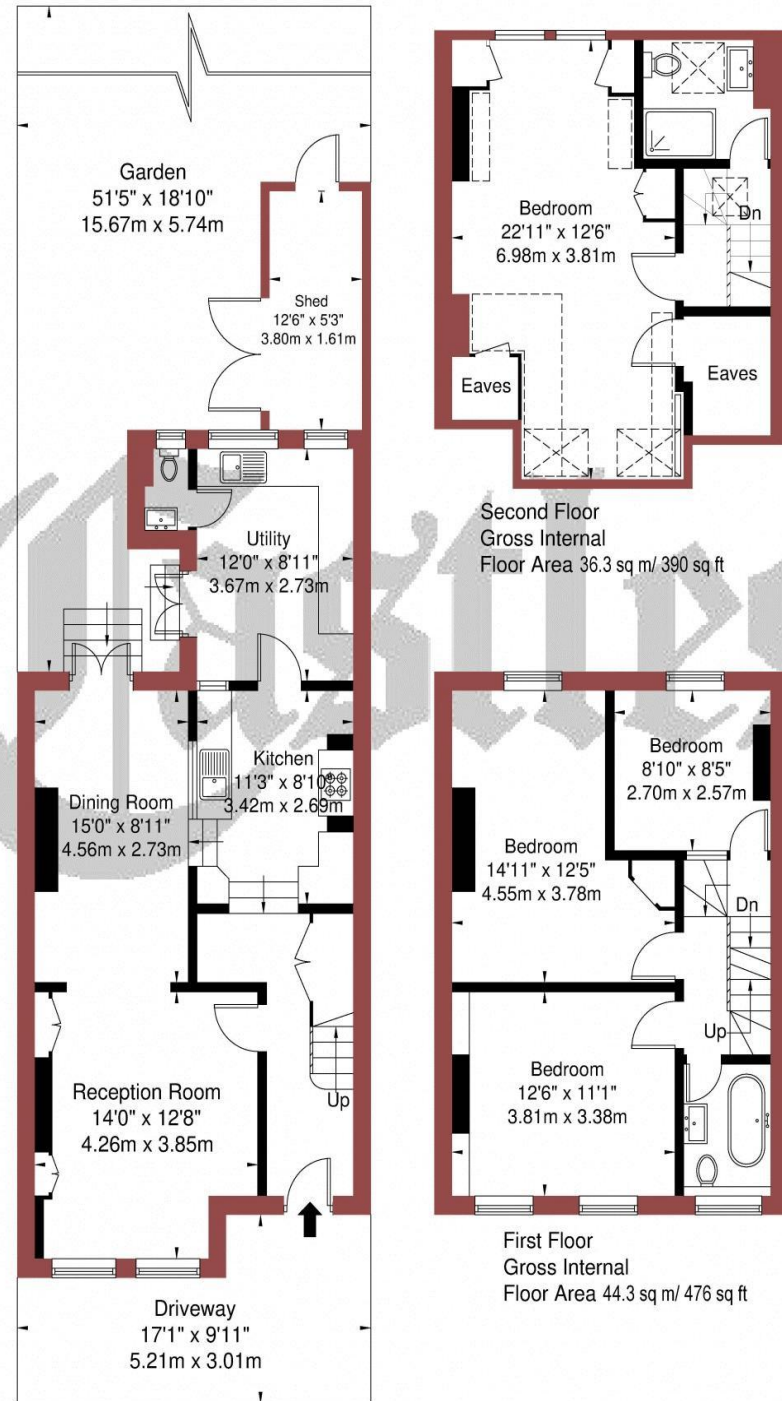 Garden
51'5" x 18'10"
15.67m x 5.74m
Shed
12'6" x 5'3"
3.80m x 1.61m
Utility
12'0" x 8'11"
3.67m x 2.73m
Kitchen
11'3" x 8'10"
3.42m x 2.69m
Dining Room
15'0" x 8'11"
4.56m x 2.73m
Reception Room
14'0" x 12'8"
4.26m x 3.85m
Up
Driveway
17'1" x 9'11"
5.21m x 3.01m
Bedroom
22'11" x 12'6"
6.98m x 3.81m
Dn
Eaves
Eaves
Second Floor
Gross Internal
Floor Area 36.3 sq m/ 390 sq ft
Bedroom
8'10" x 8'5"
2.70m x 2.57m
Bedroom
14'11" x 12'5"
4.55m x 3.78m
Dn
Up
Bedroom
12'6" x 11'1"
3.81m x 3.38m
First Floor
Gross Internal
Floor Area 44.3 sq m/ 476 sq ft
Castles